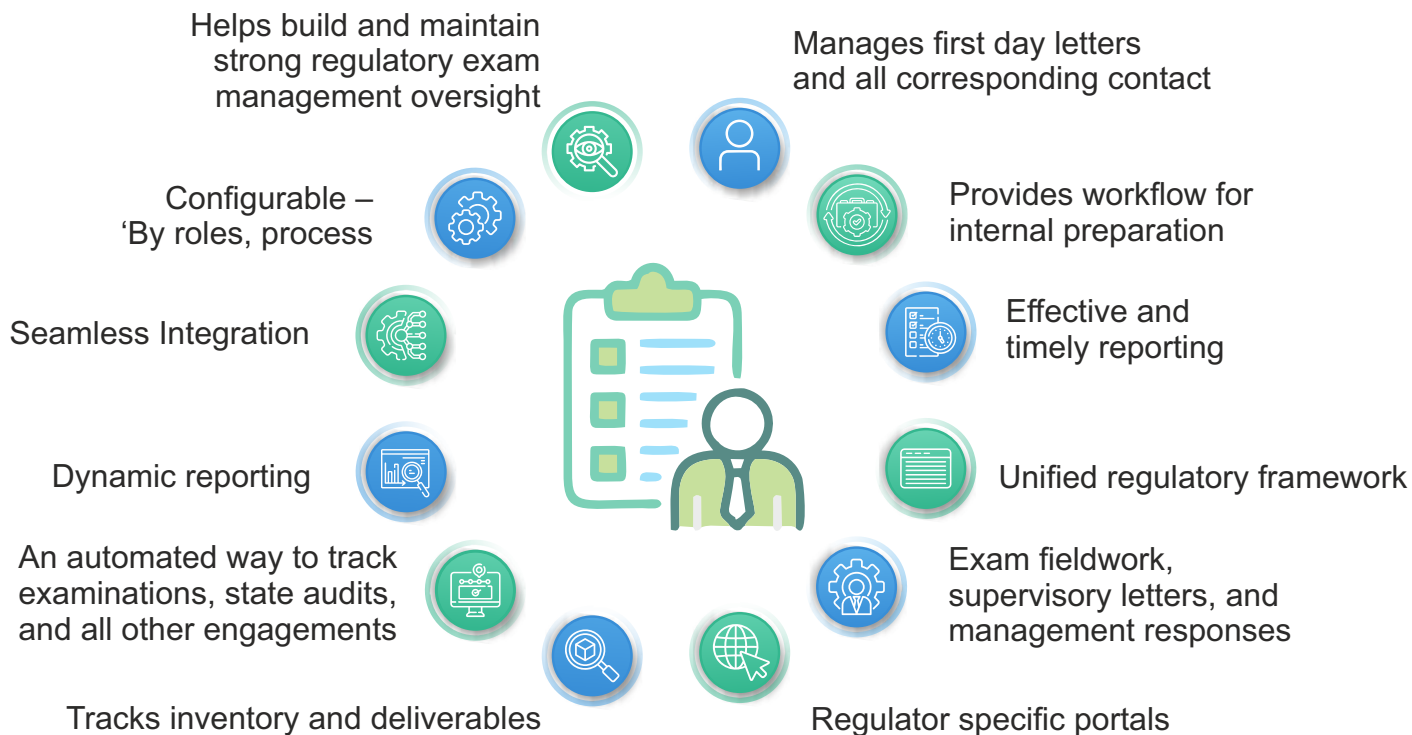 Helps build and maintain
strong regulatory exam
management oversight
Manages first day letters
and all corresponding contact
Configurable –
‘By roles, process
Provides workflow for
internal preparation
Seamless Integration
Effective and
timely reporting
Dynamic reporting
Unified regulatory framework
An automated way to track
examinations, state audits,
and all other engagements
Exam fieldwork,
supervisory letters, and
management responses
Tracks inventory and deliverables
Regulator specific portals